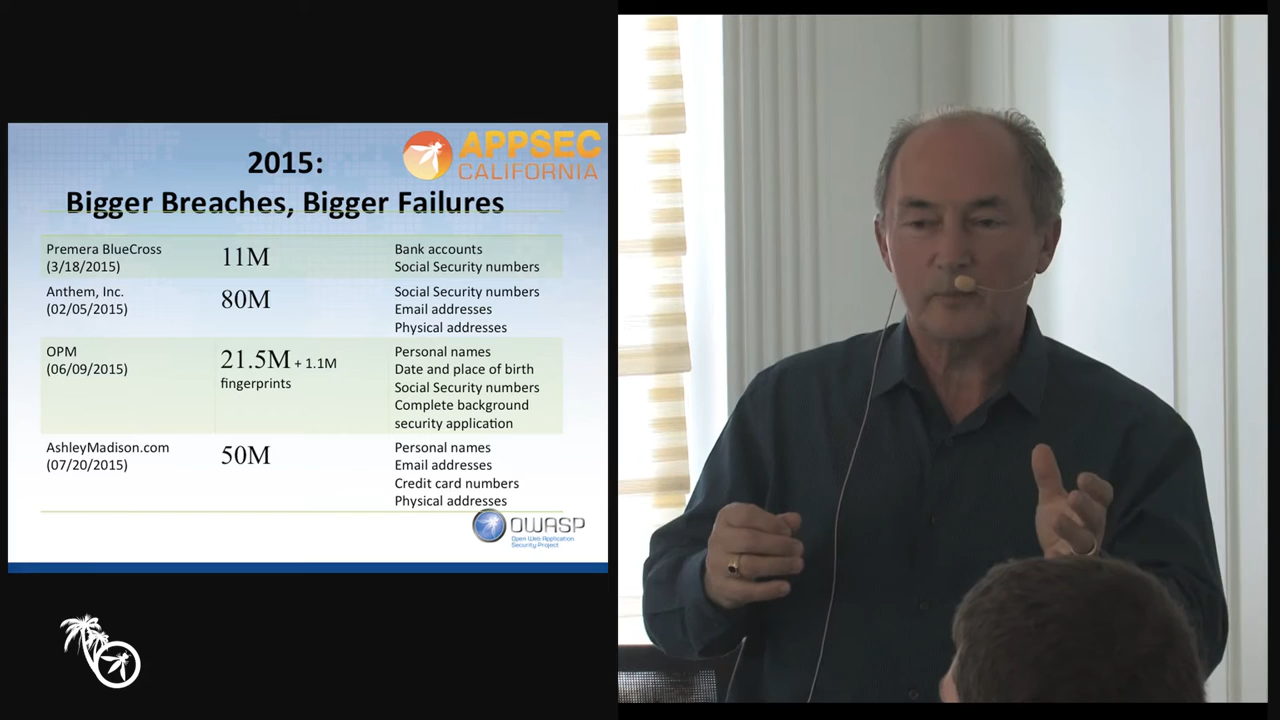 APPSEC
CALIFORNIA
2015:
Bigger Breaches, Bigger Failures
Premera BlueCross
(3/18/2015)
11M
Bank accounts
Social Security numbers
Anthem, Inc.
(02/05/2015)
80M
Social Security numbers
Email addresses
Physical addresses
OPM
(06/09/2015)
21.5M + 1.1M
fingerprints
Personal names
Date and place of birth
Social Security numbers
Complete background
security application
AshleyMadison.com
(07/20/2015)
50M
Personal names
Email addresses
Credit card numbers
Physical addresses
OWASP
Open Web Application
Security Project